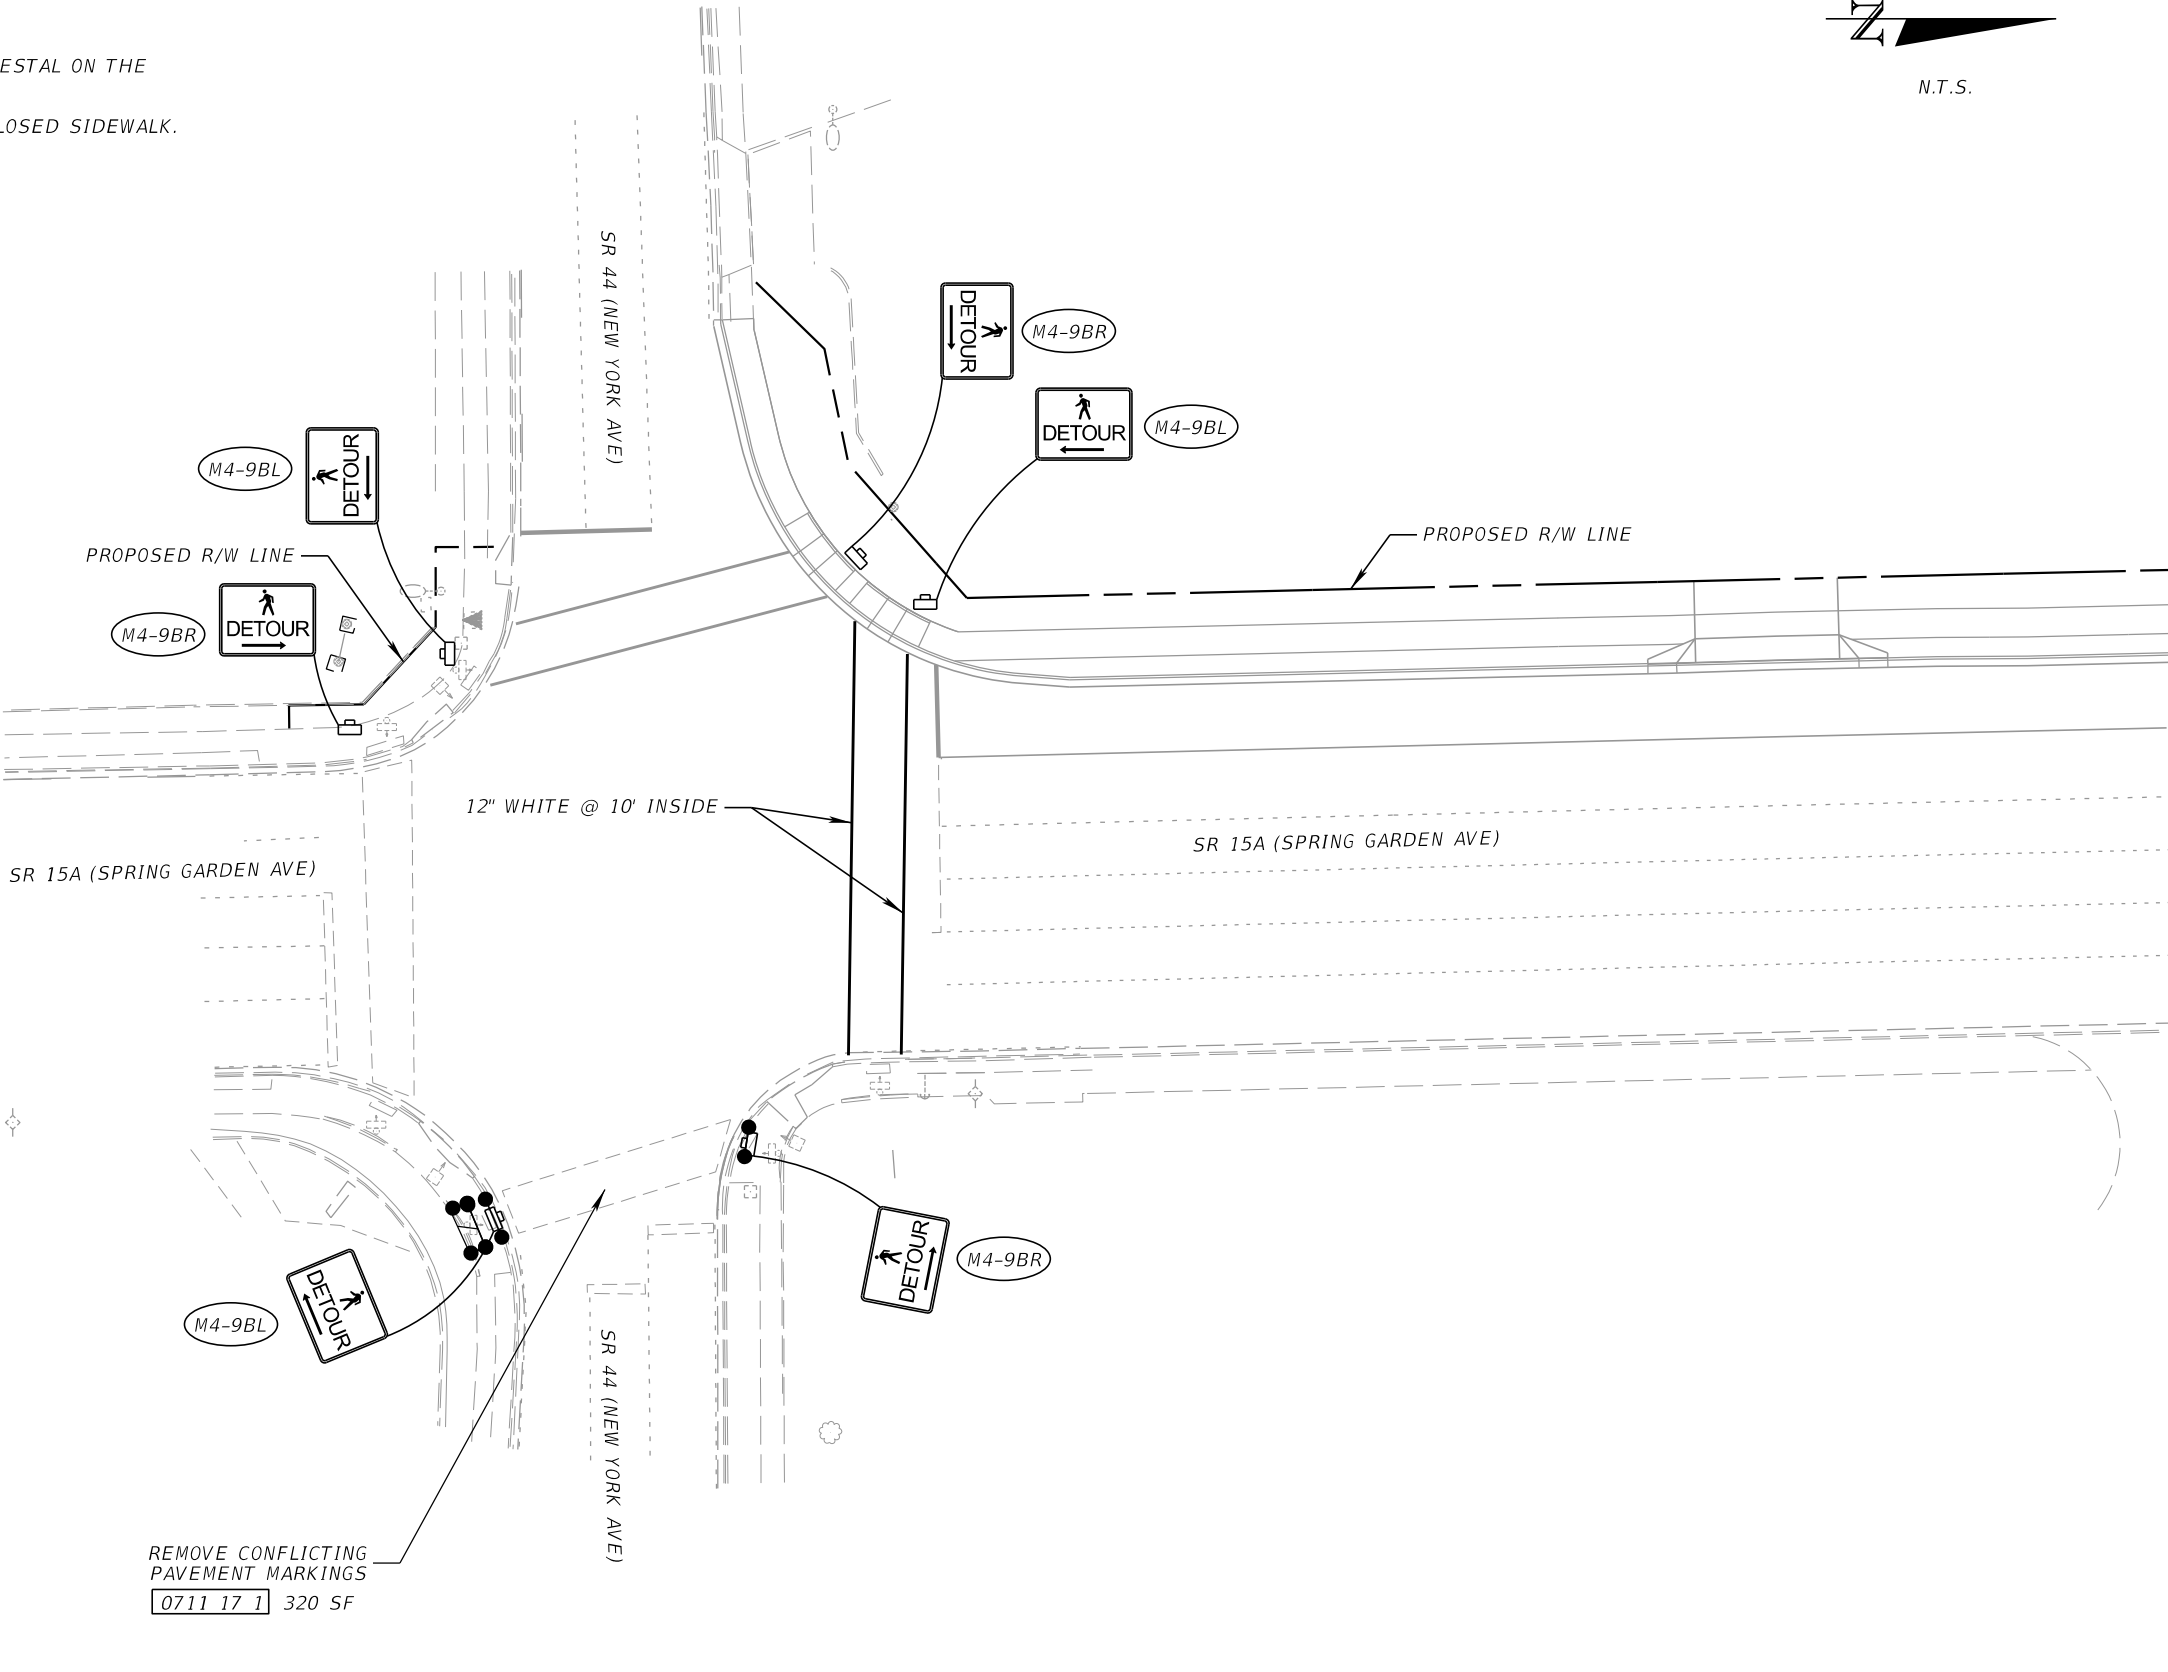 N
N.T.S.
ESTAL ON THE
LOSED SIDEWALK.
SR 44 (NEW YORK AVE)
DETOUR
M4-9BR
DETOUR
M4-9BL
DETOUR
M4-9BL
PROPOSED R/W LINE
PROPOSED R/W LINE
DETOUR
M4-9BR
12" WHITE @ 10' INSIDE
SR 15A (SPRING GARDEN AVE)
SR 15A (SPRING GARDEN AVE)
DETOUR
M4-9BR
DETOUR
M4-9BL
SR 44 (NEW YORK AVE)
REMOVE CONFLICTING
PAVEMENT MARKINGS
0711 17 1 320 SF